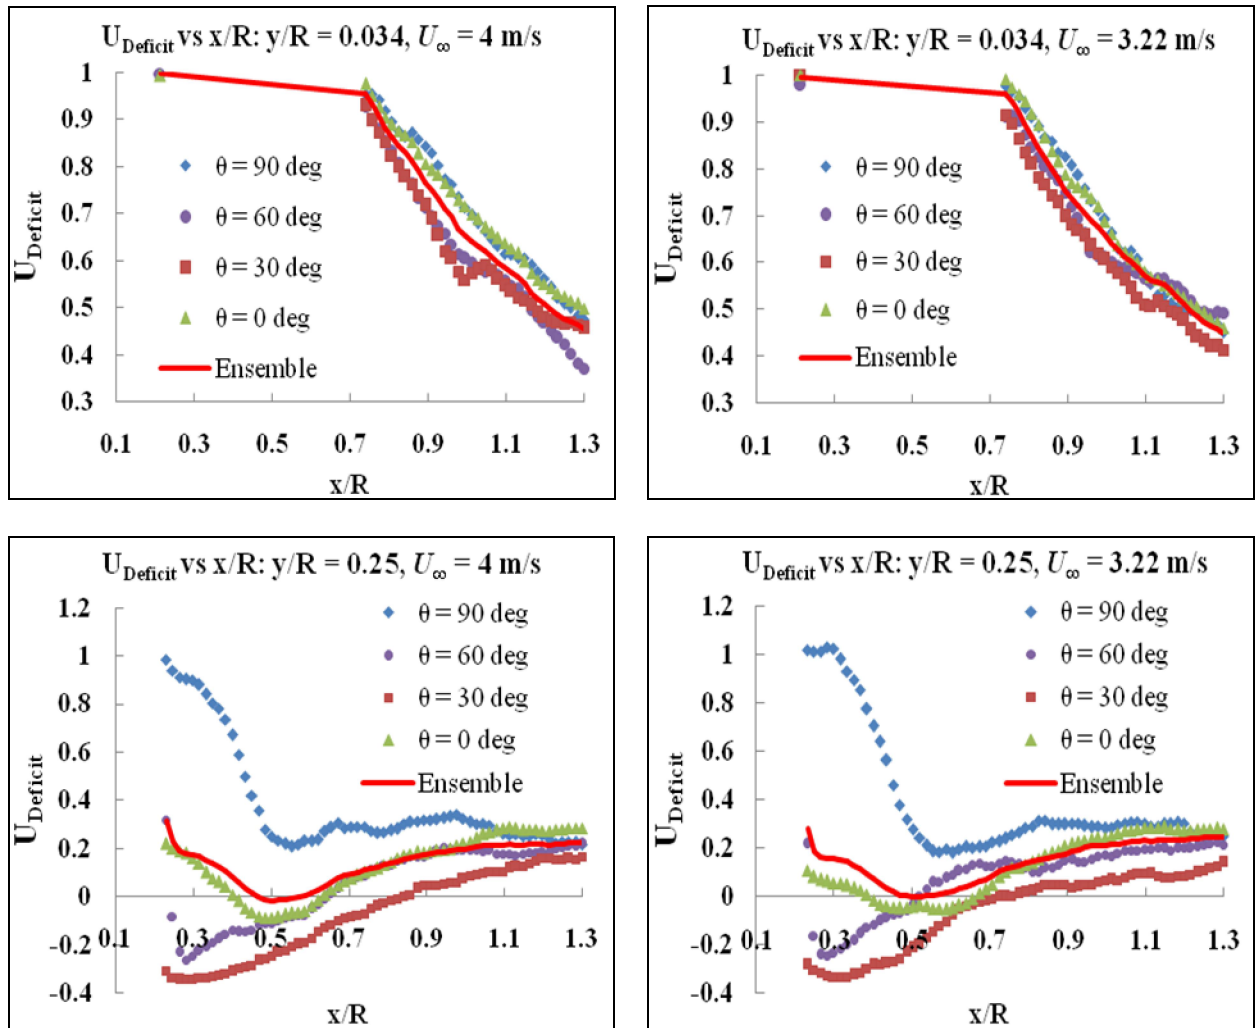 U_Deficit vs x/R: y/R = 0.034, U_∞ = 4 m/s
1
0.9
0.8
0.7
0.6
0.5
0.4
0.3
U_Deficit
θ = 90 deg
θ = 60 deg
θ = 30 deg
θ = 0 deg
Ensemble
0.1 0.3 0.5 0.7 0.9 1.1 1.3
x/R
U_Deficit vs x/R: y/R = 0.034, U_∞ = 3.22 m/s
1
0.9
0.8
0.7
0.6
0.5
0.4
0.3
U_Deficit
θ = 90 deg
θ = 60 deg
θ = 30 deg
θ = 0 deg
Ensemble
0.1 0.3 0.5 0.7 0.9 1.1 1.3
x/R
U_Deficit vs x/R: y/R = 0.25, U_∞ = 4 m/s
1.2
1
0.8
0.6
0.4
0.2
0
-0.2
-0.4
U_Deficit
θ = 90 deg
θ = 60 deg
θ = 30 deg
θ = 0 deg
Ensemble
0.1 0.3 0.5 0.7 0.9 1.1 1.3
x/R
U_Deficit vs x/R: y/R = 0.25, U_∞ = 3.22 m/s
1.2
1
0.8
0.6
0.4
0.2
0
-0.2
-0.4
U_Deficit
θ = 90 deg
θ = 60 deg
θ = 30 deg
θ = 0 deg
Ensemble
0.1 0.3 0.5 0.7 0.9 1.1 1.3
x/R